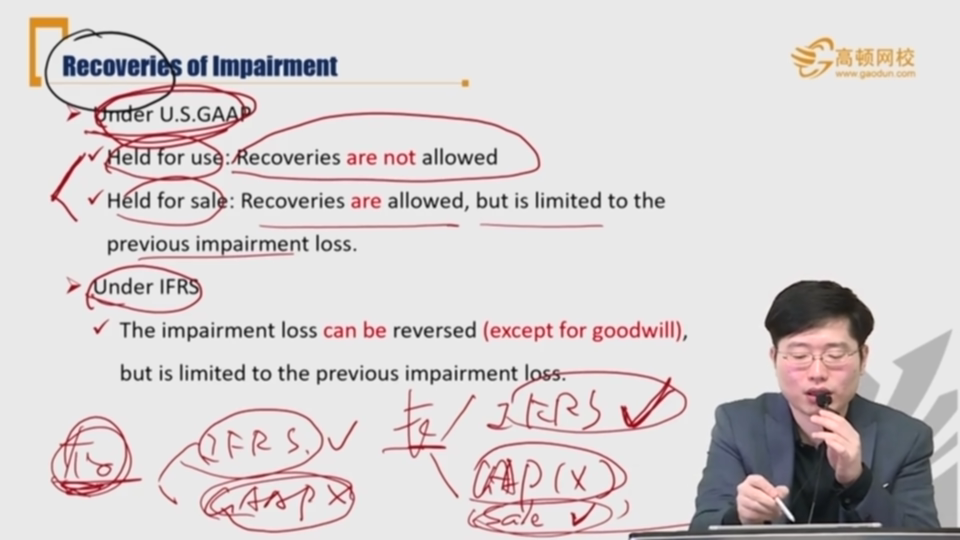 Recoveries of Impairment
高顿网校
www.gaodun.com
Under U.S.GAAP
Held for use: Recoveries are not allowed
Held for sale: Recoveries are allowed, but is limited to the
previous impairment loss.
Under IFRS
The impairment loss can be reversed (except for goodwill),
but is limited to the previous impairment loss.
IFRS ✓
IFRS. ✓
GAAP (X)
GAAP X
(Sale ✓)